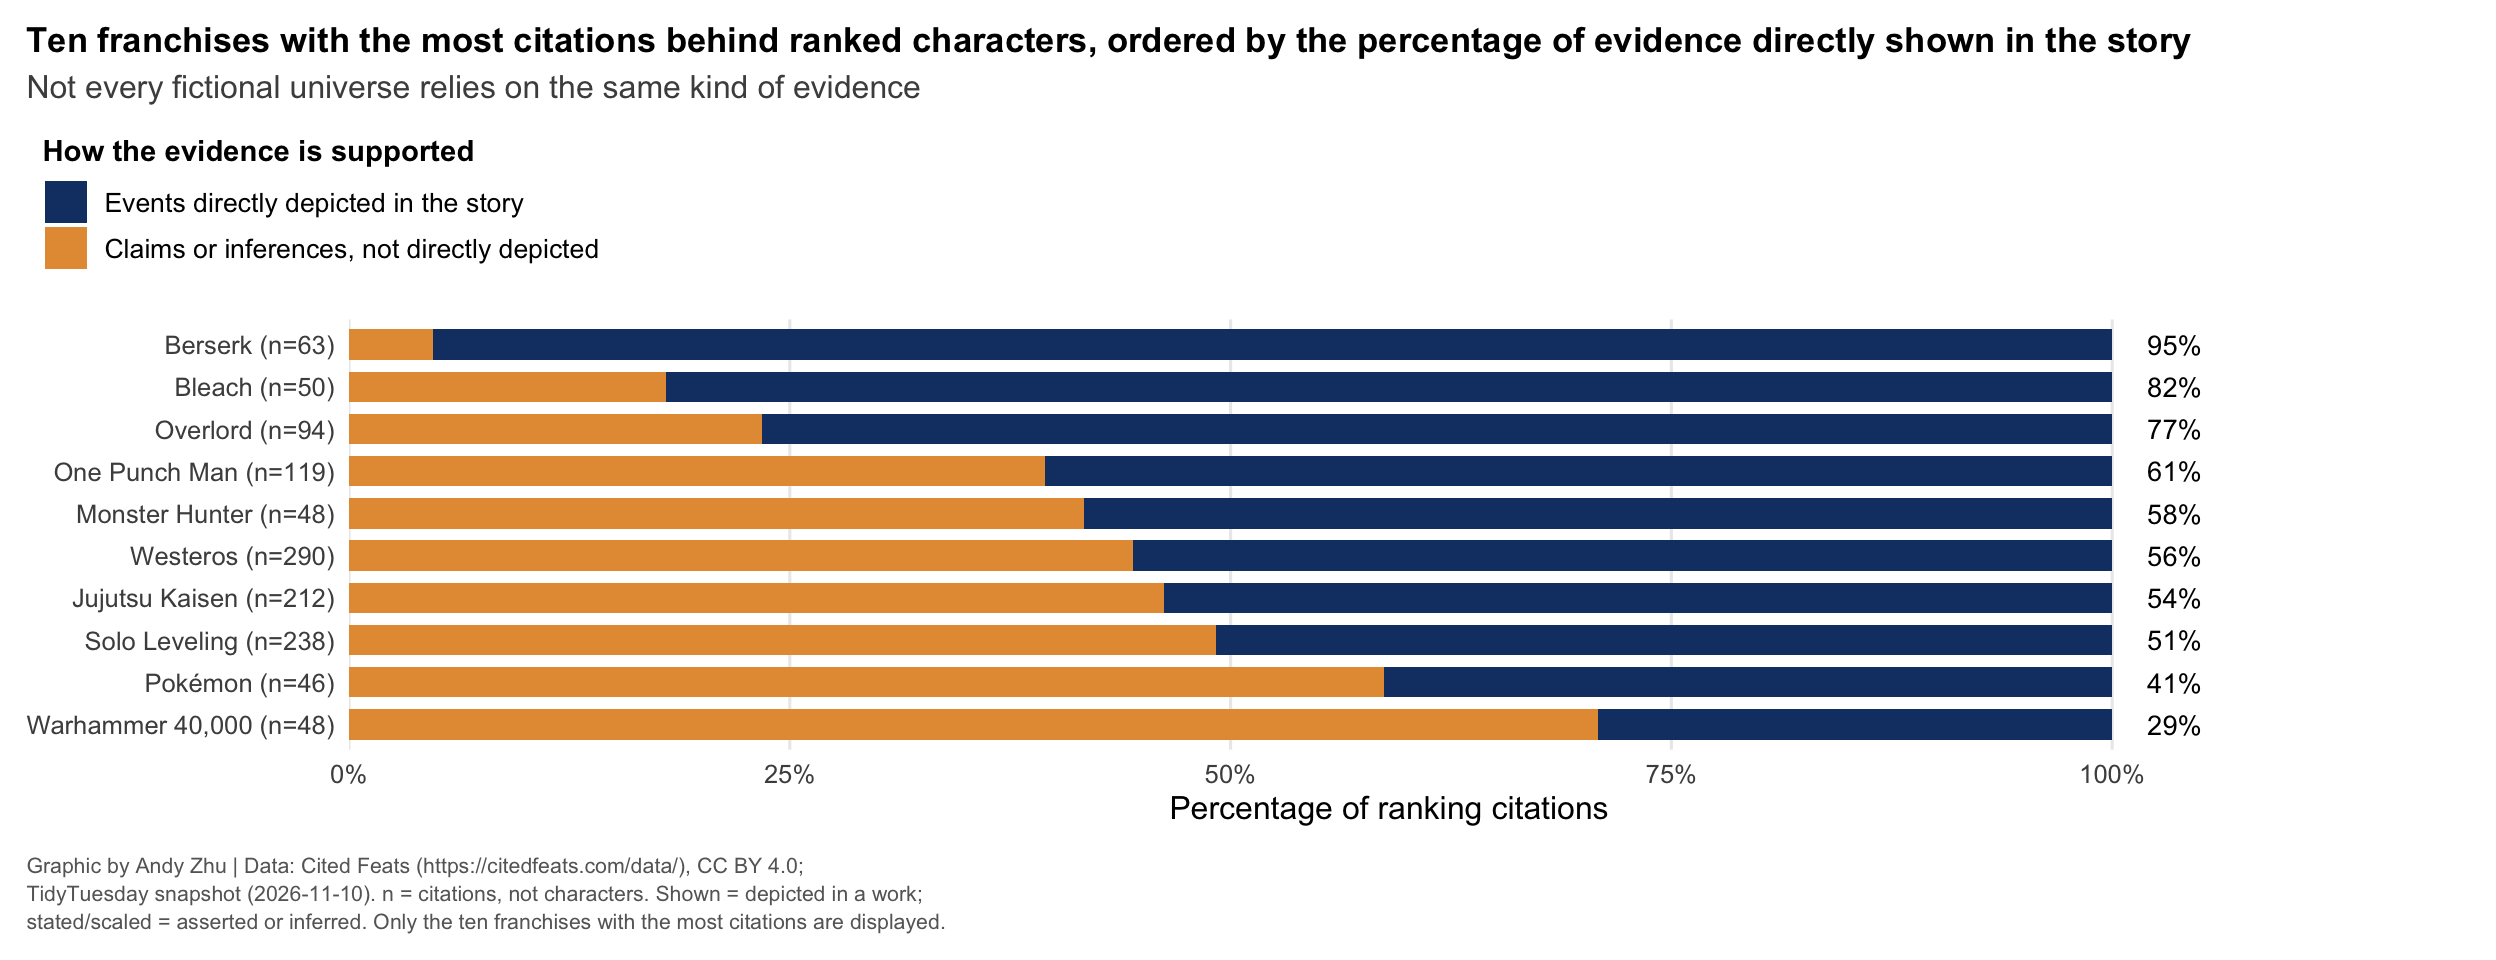 Ten franchises with the most citations behind ranked characters, ordered by the percentage of evidence directly shown in the story
Not every fictional universe relies on the same kind of evidence
How the evidence is supported
Events directly depicted in the story
Claims or inferences, not directly depicted
Berserk (n=63) 95%
Bleach (n=50) 82%
Overlord (n=94) 77%
One Punch Man (n=119) 61%
Monster Hunter (n=48) 58%
Westeros (n=290) 56%
Jujutsu Kaisen (n=212) 54%
Solo Leveling (n=238) 51%
Pokémon (n=46) 41%
Warhammer 40,000 (n=48) 29%
0% 25% 50% 75% 100%
Percentage of ranking citations
Graphic by Andy Zhu | Data: Cited Feats (https://citedfeats.com/data/), CC BY 4.0;
TidyTuesday snapshot (2026-11-10). n = citations, not characters. Shown = depicted in a work;
stated/scaled = asserted or inferred. Only the ten franchises with the most citations are displayed.